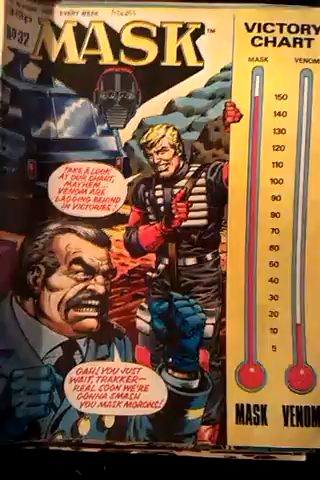 EVERY WEEK
No 32
MASK
TM
VICTORY
CHART
MASK VENOM
150
140
130
120
110
100
90
80
70
60
50
40
30
20
10
5
MASK VENOM
TAKE A LOOK
AT OUR CHART,
MAYHEM...
VENOM ARE
LAGGING BEHIND
IN VICTORIES!
OAH! YOU JUST
WAIT, TRAKKER—
REAL SOON WE'RE
GONNA SMASH
YOU MASK MORONS!